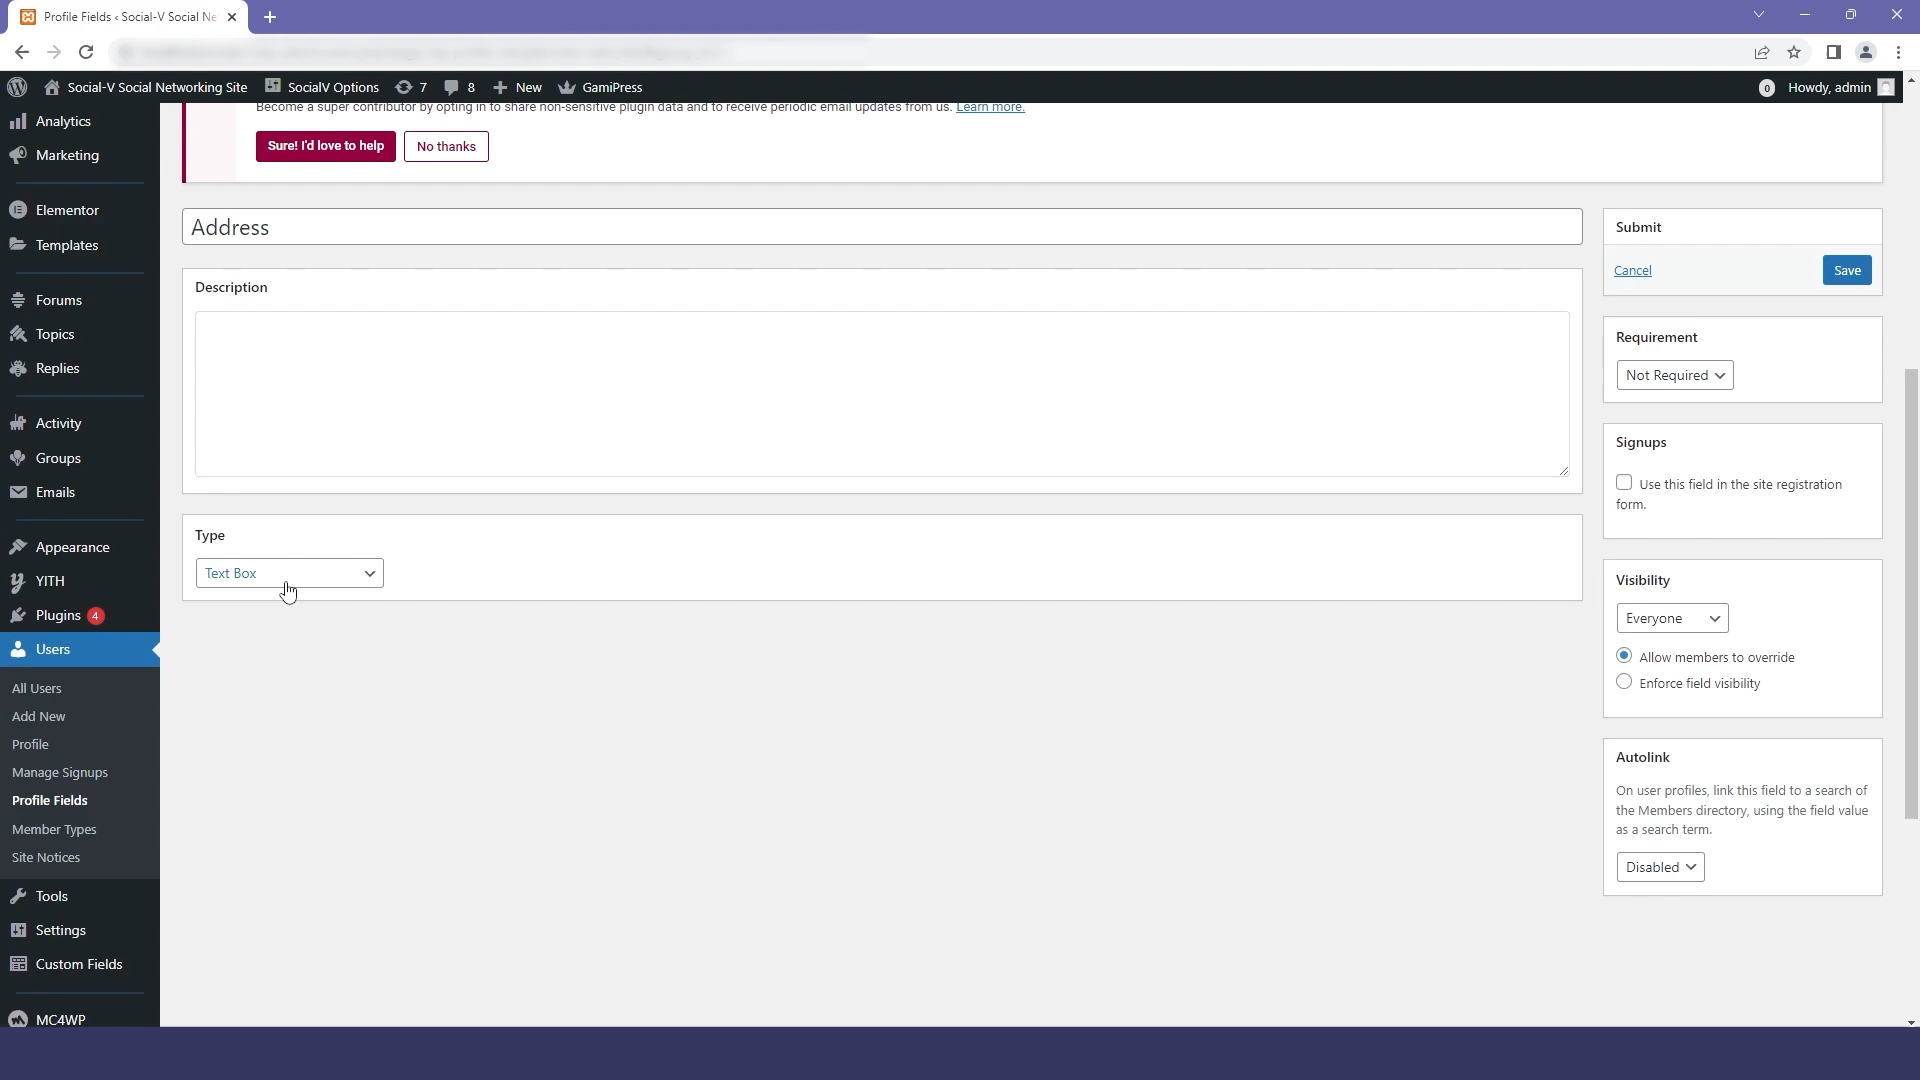 Profile Fields ‹ Social-V Social Ne
Social-V Social Networking Site
SocialV Options
7
8
New
GamiPress
0
Howdy, admin
Analytics
Marketing
Elementor
Templates
Forums
Topics
Replies
Activity
Groups
Emails
Appearance
YITH
Plugins 4
Users
All Users
Add New
Profile
Manage Signups
Profile Fields
Member Types
Site Notices
Tools
Settings
Custom Fields
MC4WP
Become a super contributor by opting in to share non-sensitive plugin data and to receive periodic email updates from us. Learn more.
Sure! I'd love to help
No thanks
Address
Description
Type
Text Box
Submit
Cancel
Save
Requirement
Not Required
Signups
Use this field in the site registration
form.
Visibility
Everyone
Allow members to override
Enforce field visibility
Autolink
On user profiles, link this field to a search of
the Members directory, using the field value
as a search term.
Disabled